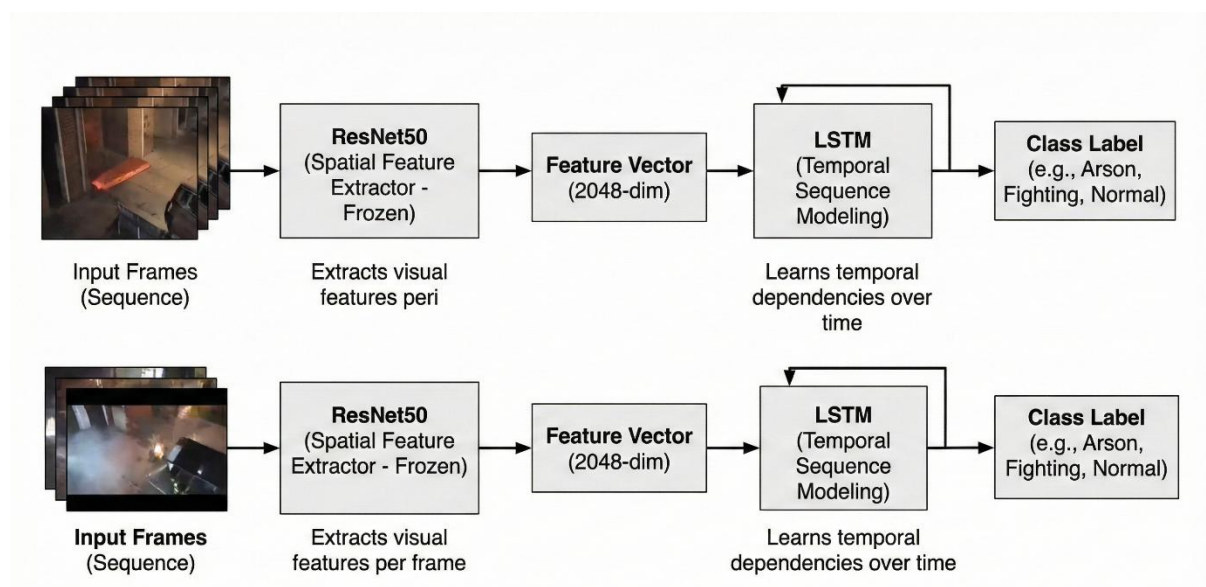 ResNet50
(Spatial Feature
Extractor -
Frozen)
Feature Vector
(2048-dim)
LSTM
(Temporal
Sequence
Modeling)
Class Label
(e.g., Arson,
Fighting, Normal)
Input Frames
(Sequence)
Extracts visual
features peri
Learns temporal
dependencies over
time
ResNet50
(Spatial Feature
Extractor - Frozen)
Feature Vector
(2048-dim)
LSTM
(Temporal
Sequence
Modeling)
Class Label
(e.g., Arson,
Fighting, Normal)
Input Frames
(Sequence)
Extracts visual
features per frame
Learns temporal
dependencies over time